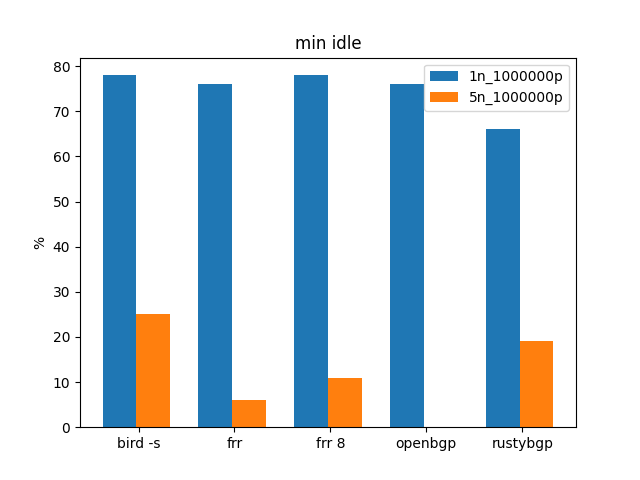 min idle
80
70
60
50
40
30
20
10
0
%
1n_1000000p
5n_1000000p
bird -s
frr
frr 8
openbgp
rustybgp